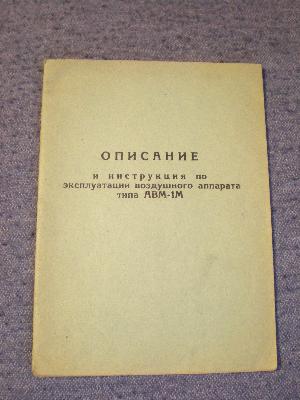 ОПИСАНИЕ
и инструкция по
эксплуатации воздушного аппарата
типа АВМ-1М